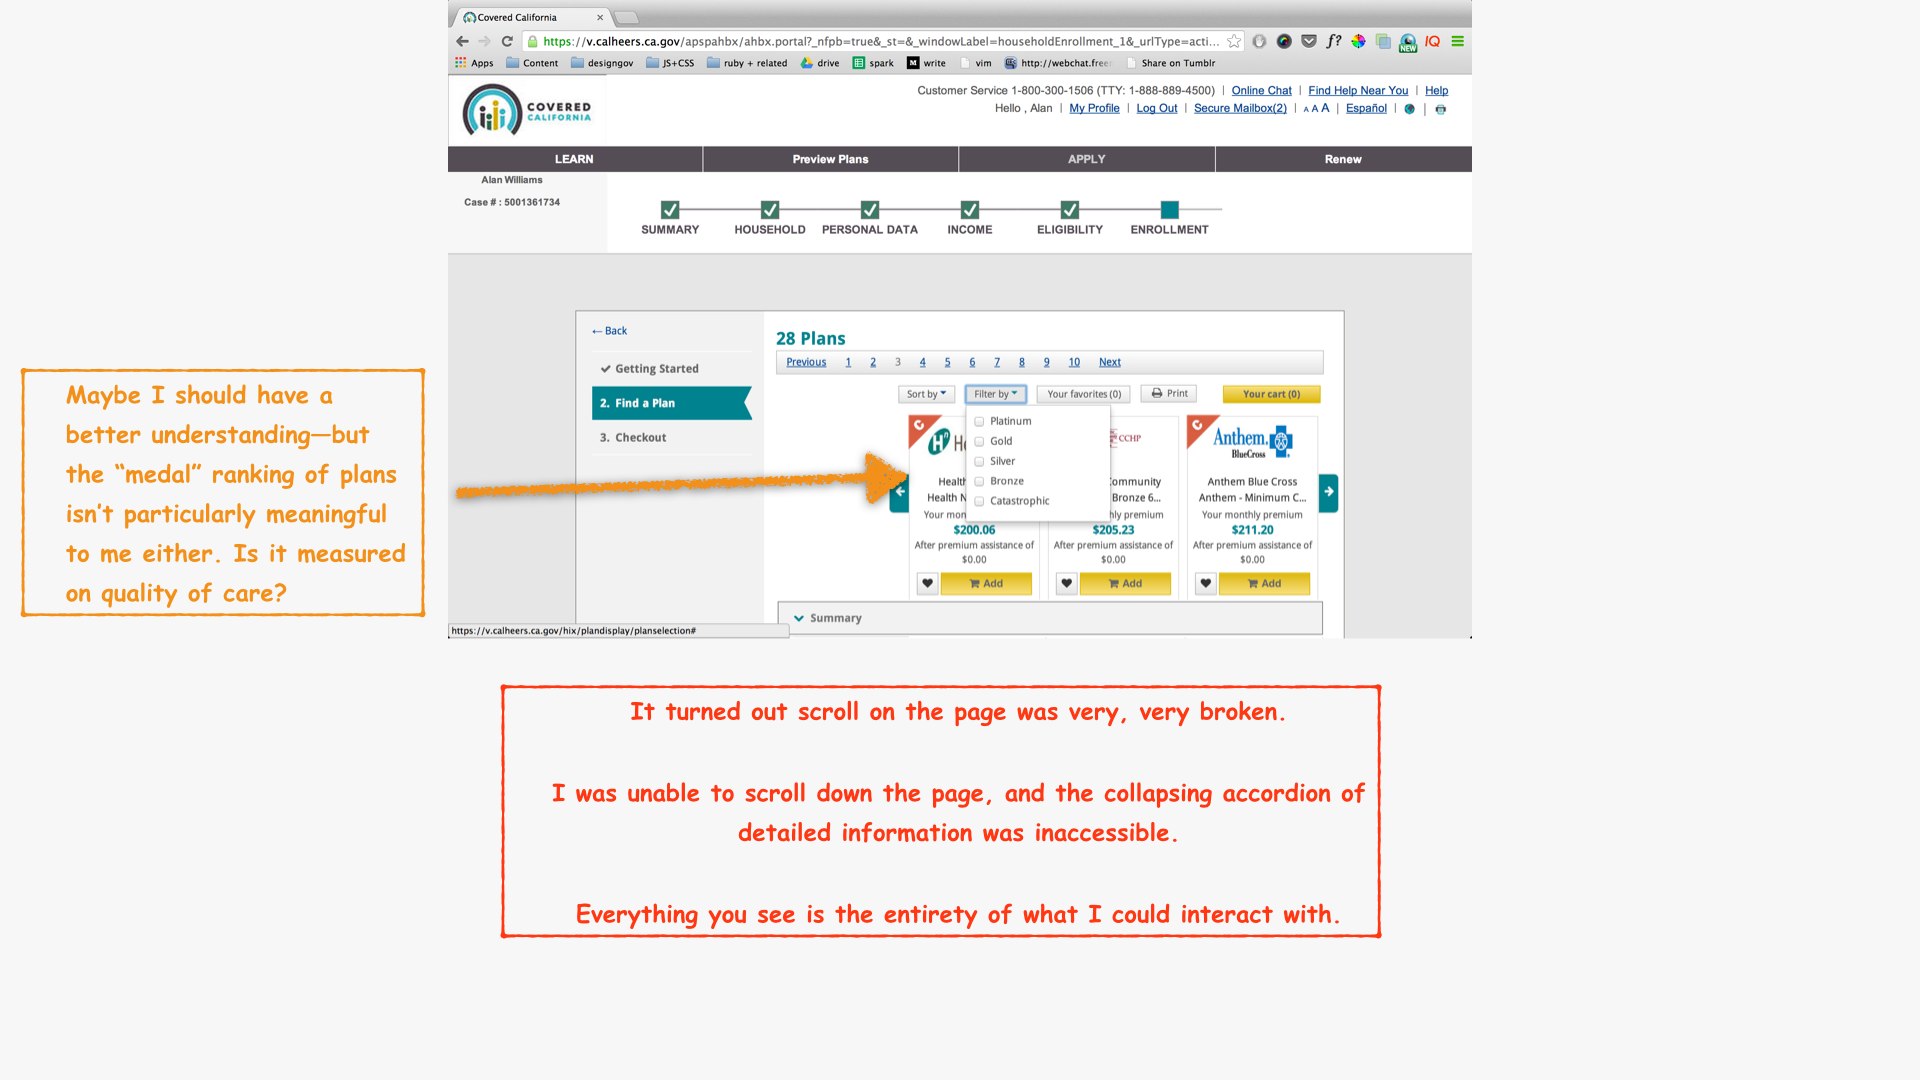 Covered California
https://v.calheers.ca.gov/apspahbx/ahbx.portal?_nfpb=true&_st=&_windowLabel=householdEnrollment_1&_urlType=acti...
f? NEW IQ
Apps Content designgov JS+CSS ruby + related drive spark write vim http://webchat.free Share on Tumblr
COVERED
CALIFORNIA
Customer Service 1-800-300-1506 (TTY: 1-888-889-4500) | Online Chat | Find Help Near You | Help
Hello , Alan | My Profile | Log Out | Secure Mailbox(2) | A A A | Español |
LEARN Preview Plans APPLY Renew
Alan Williams
Case # : 5001361734
SUMMARY HOUSEHOLD PERSONAL DATA INCOME ELIGIBILITY ENROLLMENT
←Back
Getting Started
2. Find a Plan
3. Checkout
28 Plans
Previous 1 2 3 4 5 6 7 8 9 10 Next
Sort by Filter by Your favorites (0) Print Your cart (0)
Platinum
Gold
Silver
Bronze
Catastrophic
CCHP
Anthem.
BlueCross
Health ommunity Anthem Blue Cross
Health N Bronze 6... Anthem - Minimum C...
Your mon hly premium Your monthly premium
$200.06 $205.23 $211.20
After premium assistance of After premium assistance of After premium assistance of
$0.00 $0.00 $0.00
Add Add Add
Summary
https://v.calheers.ca.gov/hix/plandisplay/planselection#
Maybe I should have a
better understanding—but
the “medal” ranking of plans
isn’t particularly meaningful
to me either. Is it measured
on quality of care?
It turned out scroll on the page was very, very broken.
I was unable to scroll down the page, and the collapsing accordion of
detailed information was inaccessible.
Everything you see is the entirety of what I could interact with.